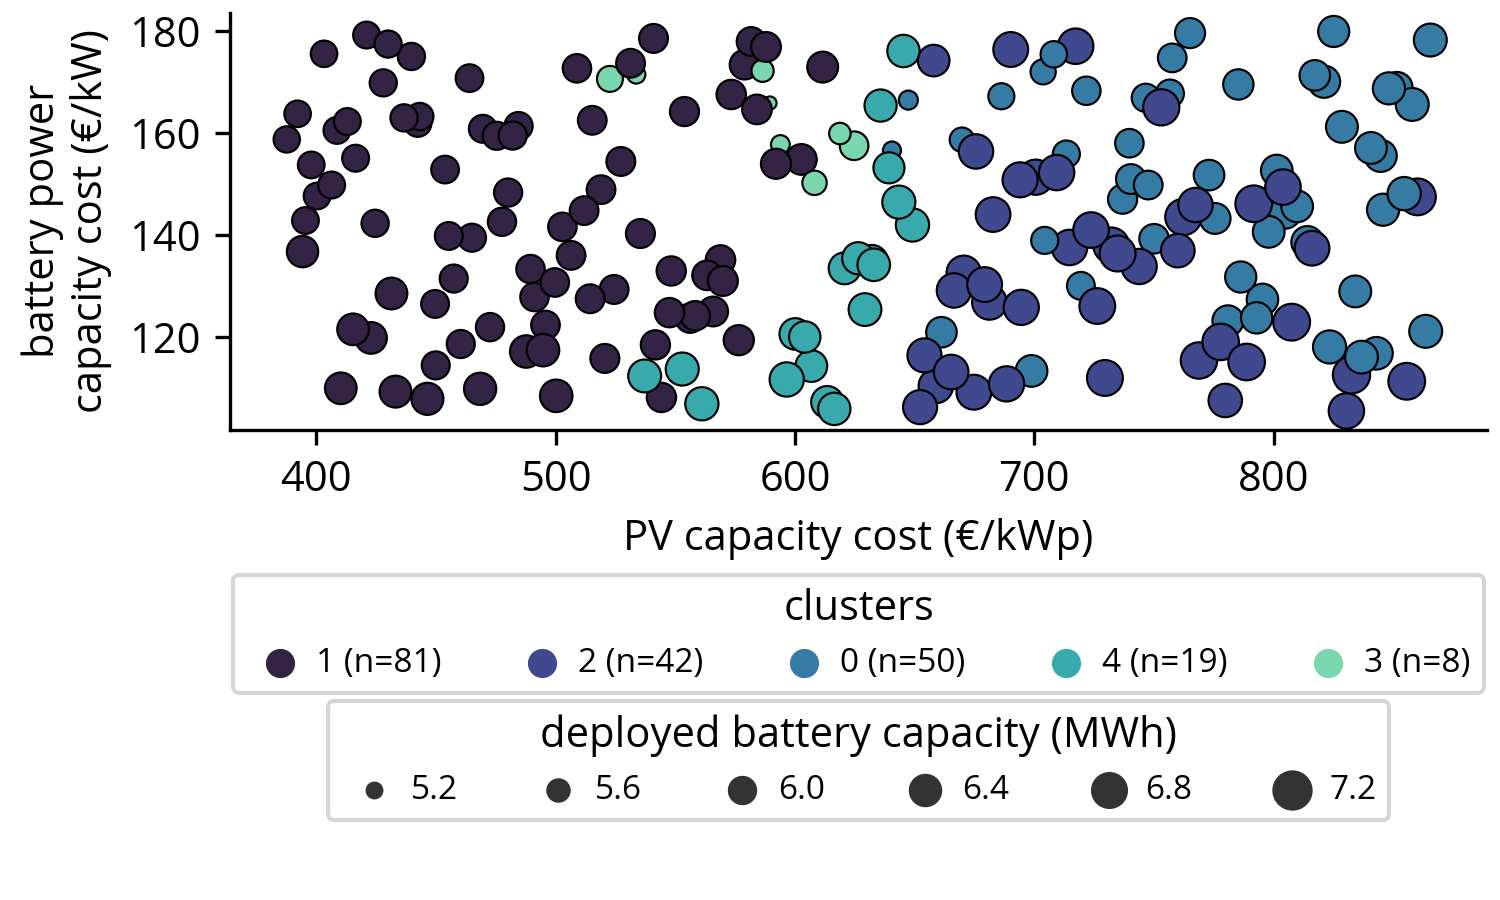 battery power
capacity cost (€/kW)
180
160
140
120
400 500 600 700 800
PV capacity cost (€/kWp)
clusters
1 (n=81) 2 (n=42) 0 (n=50) 4 (n=19) 3 (n=8)
deployed battery capacity (MWh)
5.2 5.6 6.0 6.4 6.8 7.2